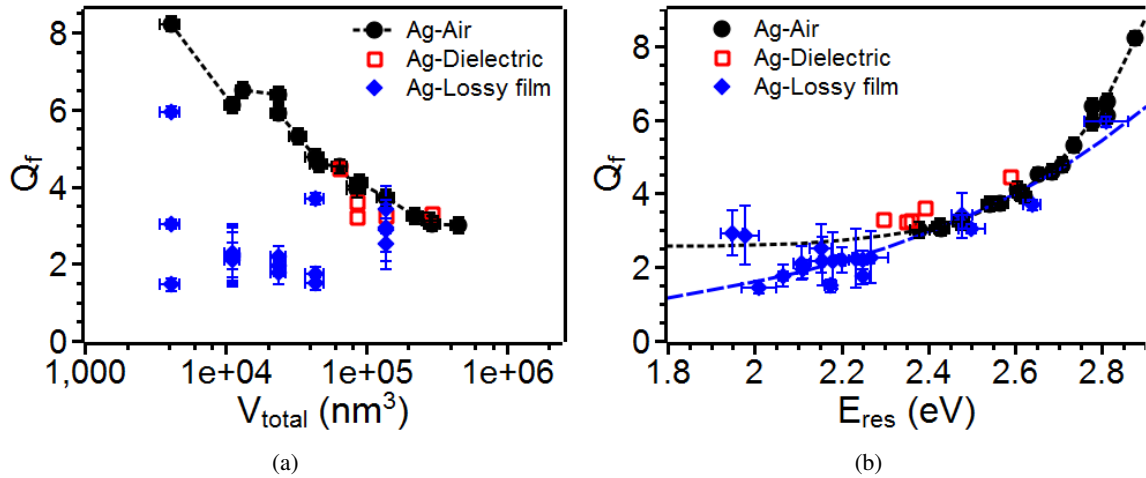 8
6
4
2
0
Q_f
Ag-Air
Ag-Dielectric
Ag-Lossy film
1,000
1e+04
1e+05
1e+06
V_total (nm³)
(a)
8
6
4
2
0
Q_f
Ag-Air
Ag-Dielectric
Ag-Lossy film
1.8
2
2.2
2.4
2.6
2.8
E_res (eV)
(b)